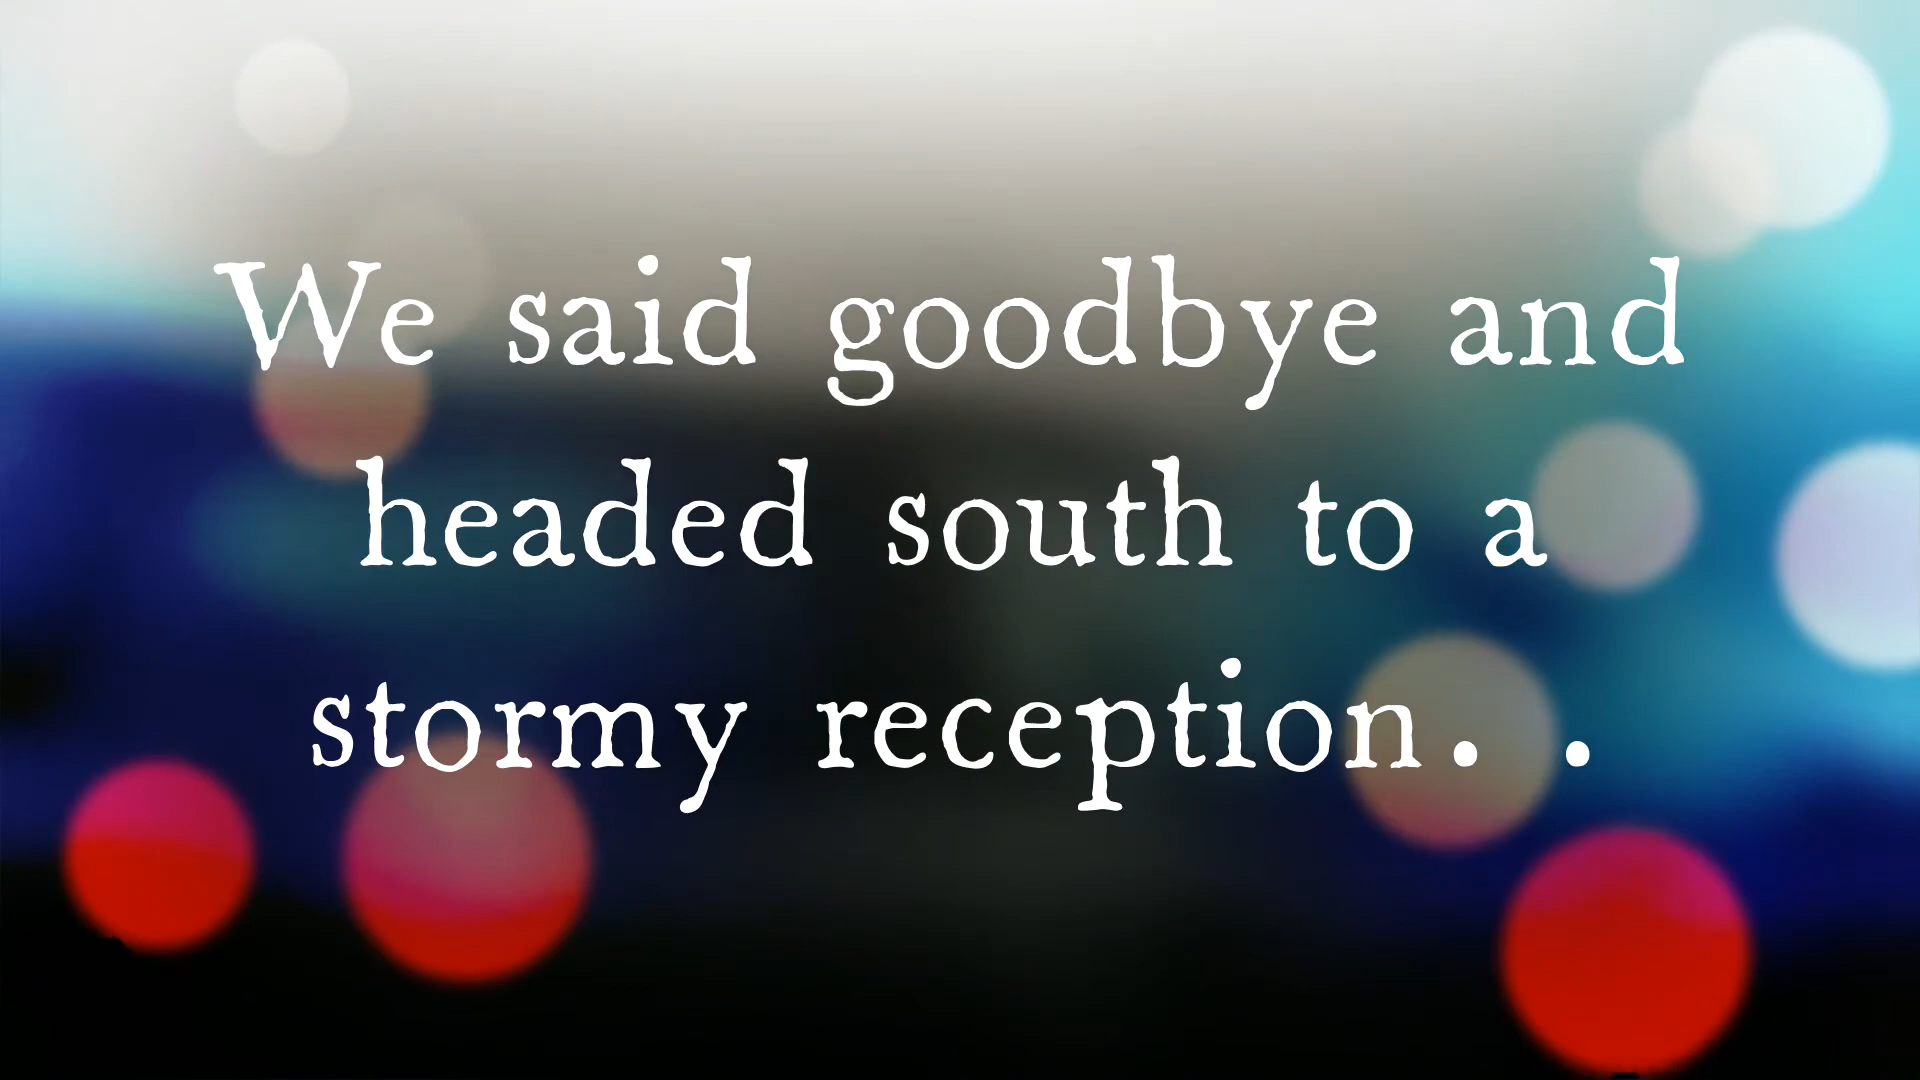 We said goodbye and
headed south to a
stormy reception. .